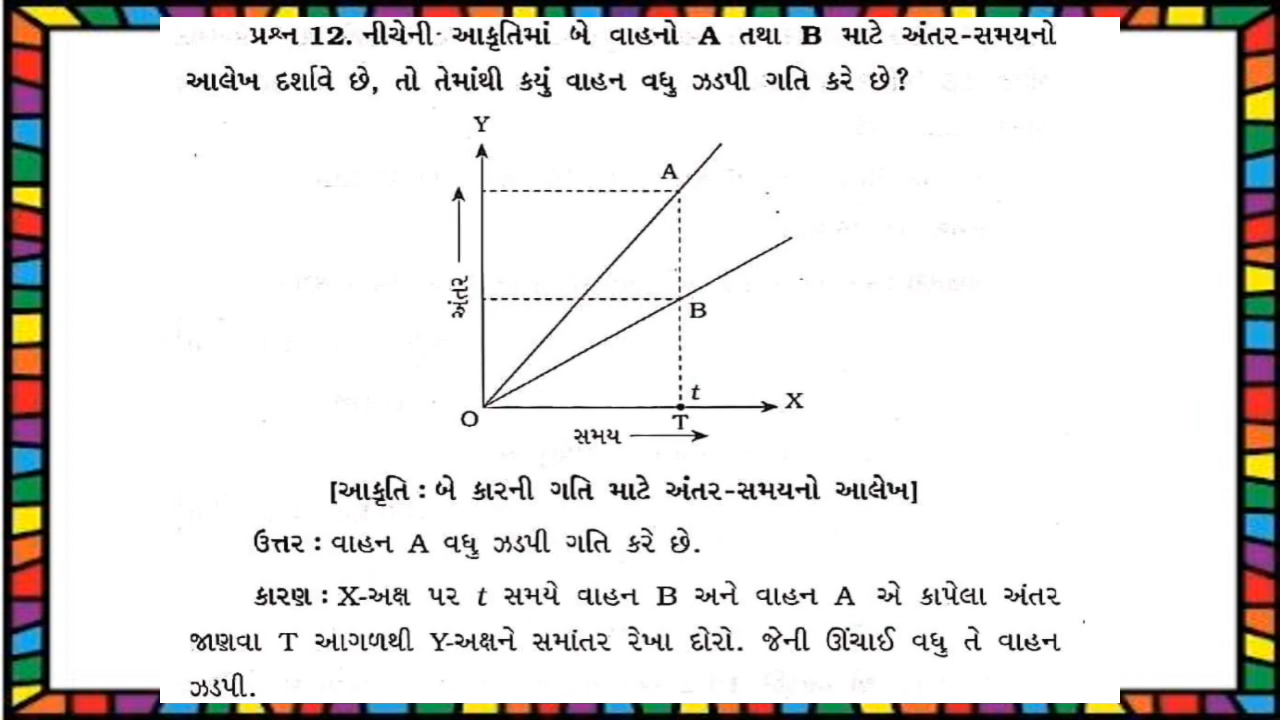 પ્રશ્ન 12. નીચેની આકૃતિમાં બે વાહનો A તથા B માટે અંતર-સમયનો
આલેખ દર્શાવે છે, તો તેમાંથી કયું વાહન વધુ ઝડપી ગતિ કરે છે?
Y
A
અંતર
B
t
X
O
T
સમય
[આકૃતિ : બે કારની ગતિ માટે અંતર-સમયનો આલેખ]
ઉત્તર : વાહન A વધુ ઝડપી ગતિ કરે છે.
કારણ : X-અક્ષ પર t સમયે વાહન B અને વાહન A એ કાપેલા અંતર
જાણવા T આગળથી Y-અક્ષને સમાંતર રેખા દોરો. જેની ઊંચાઈ વધુ તે વાહન
ઝડપી.